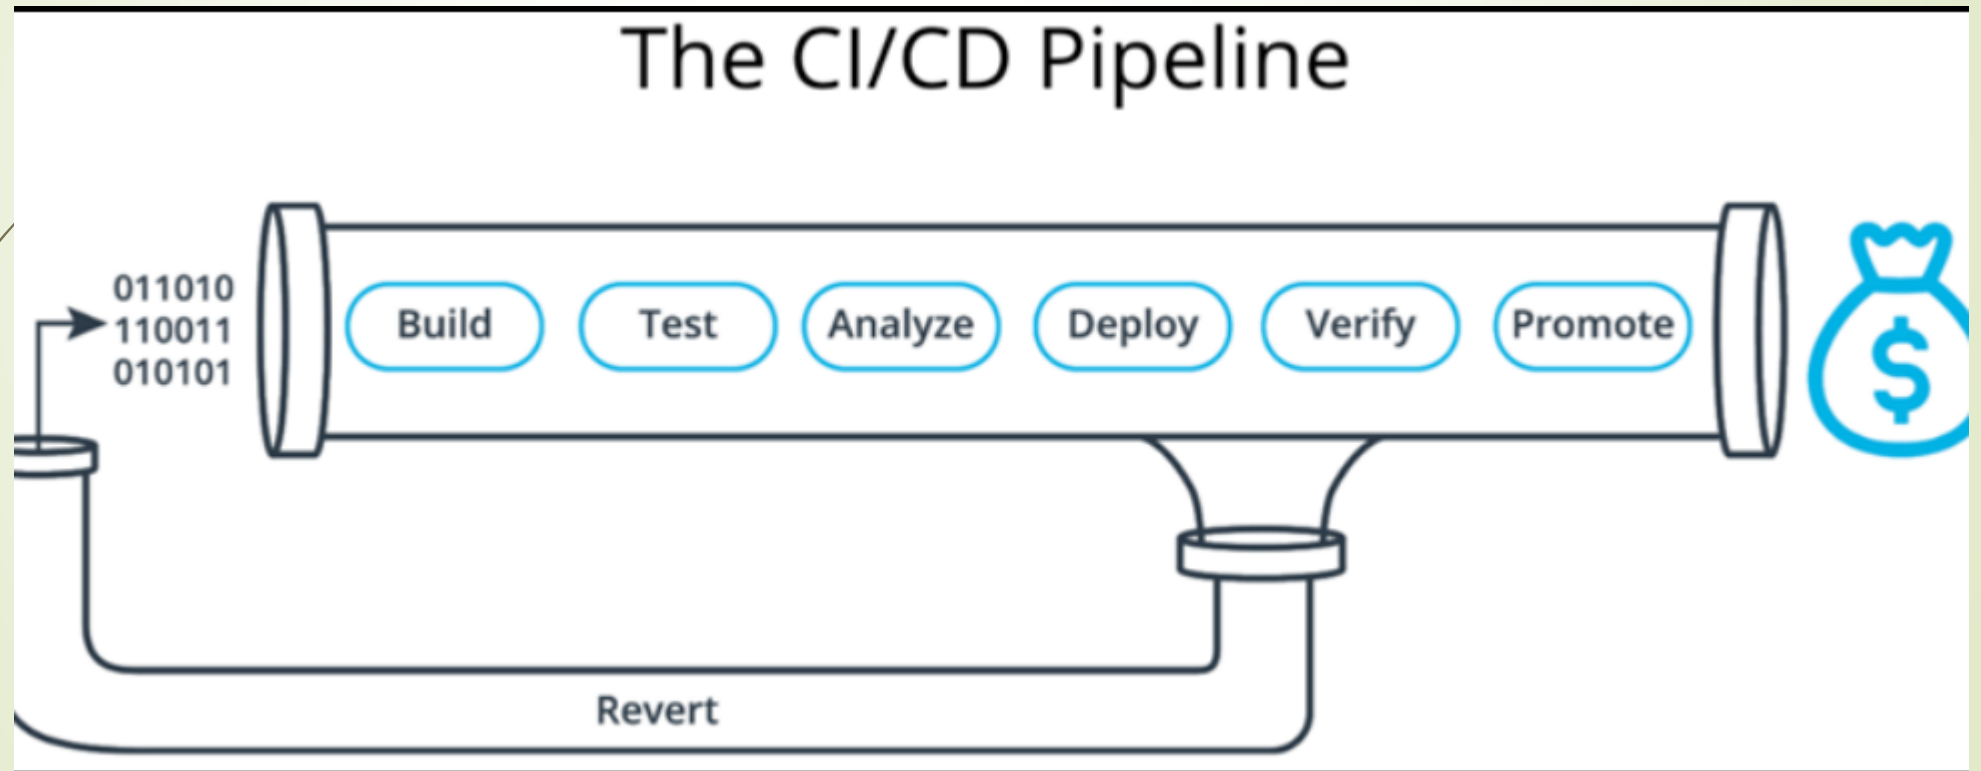 The CI/CD Pipeline
011010
110011
010101
Build Test Analyze Deploy Verify Promote
$
Revert